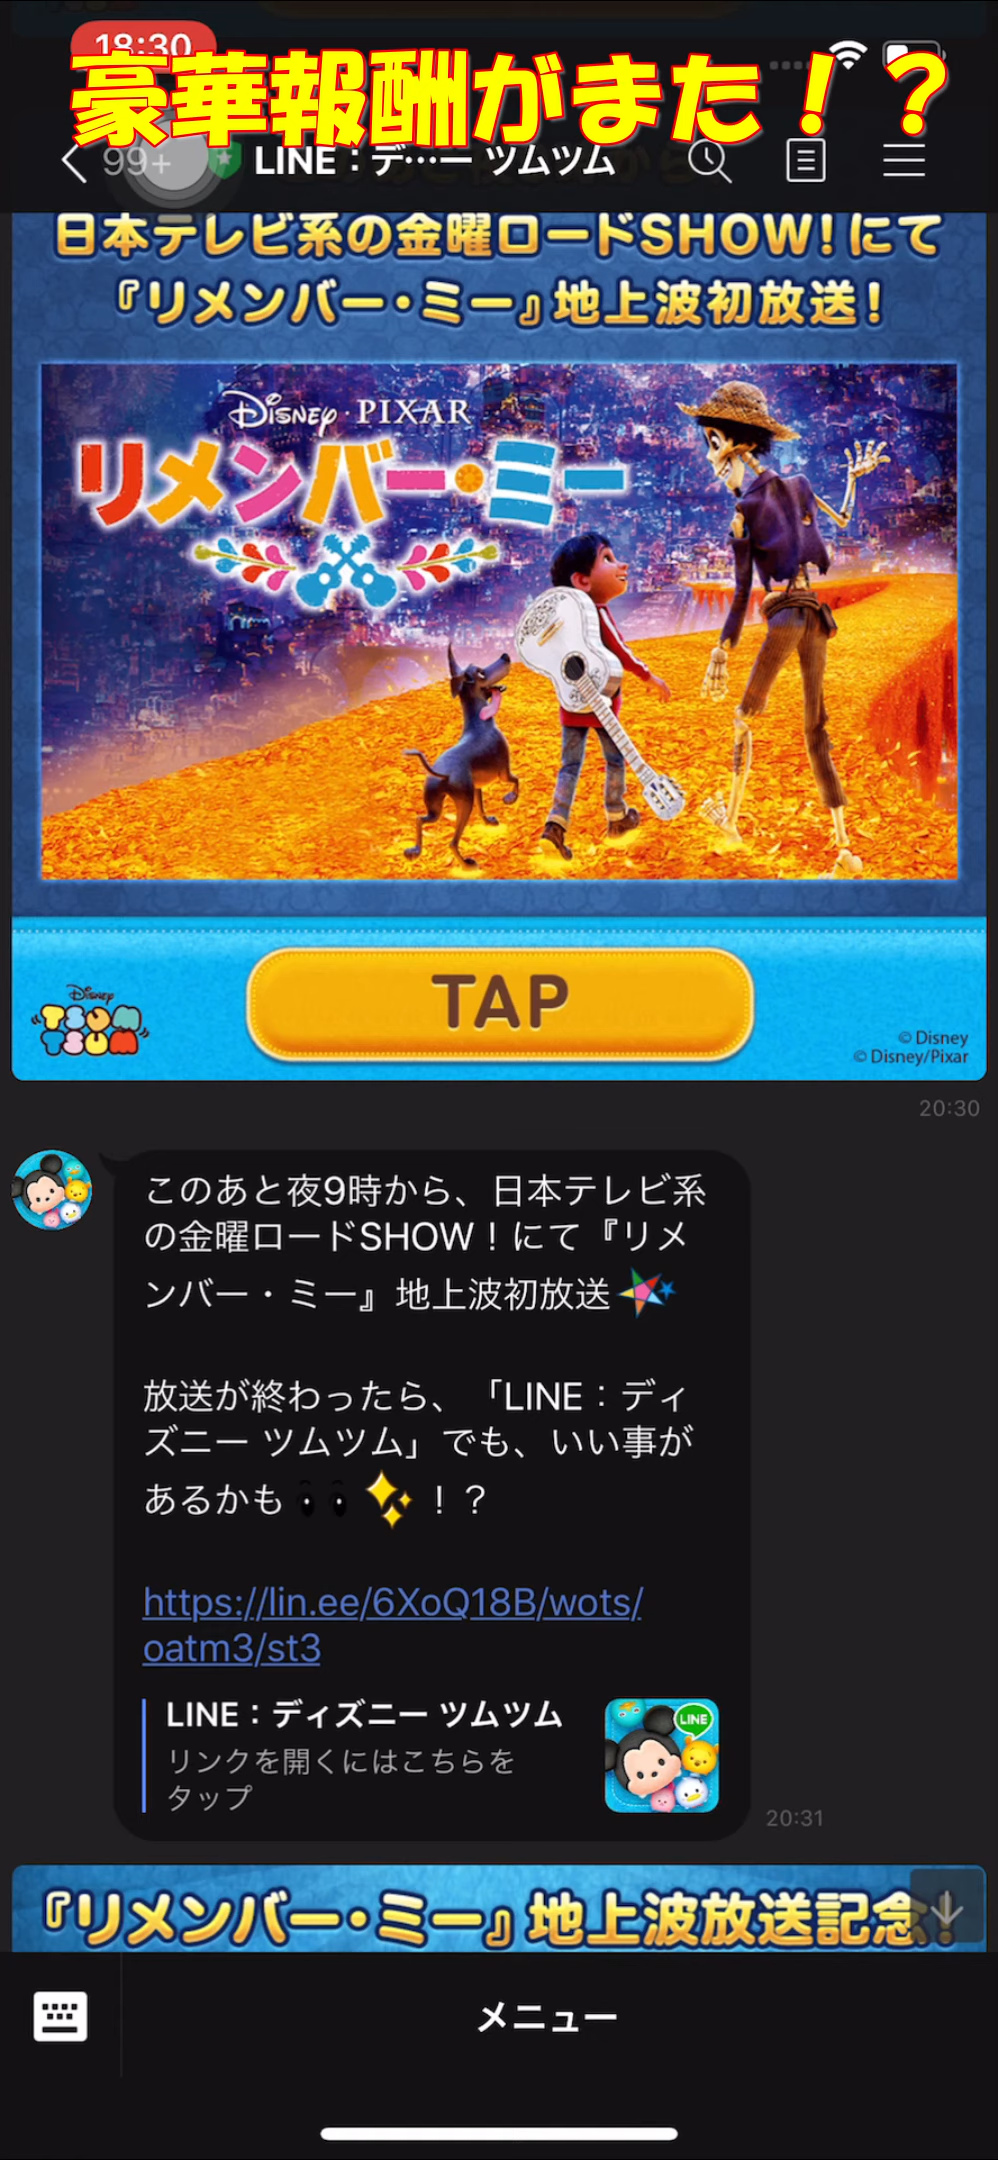 18:30
豪華報酬がまた！？
99+
LINE：デ…ー ツムツム
日本テレビ系の金曜ロードSHOW!にて
『リメンバー・ミー』地上波初放送!
Disney・PIXAR
リメンバー・ミー
TAP
Disney
TSUM
TSUM
© Disney
© Disney/Pixar
20:30
このあと夜9時から、日本テレビ系
の金曜ロードSHOW！にて『リメ
ンバー・ミー』地上波初放送
放送が終わったら、「LINE：ディ
ズニー ツムツム」でも、いい事が
あるかも！？
https://lin.ee/6XoQ18B/wots/
oatm3/st3
LINE：ディズニー ツムツム
リンクを開くにはこちらを
タップ
LINE
20:31
『リメンバー・ミー』地上波放送記念!
メニュー